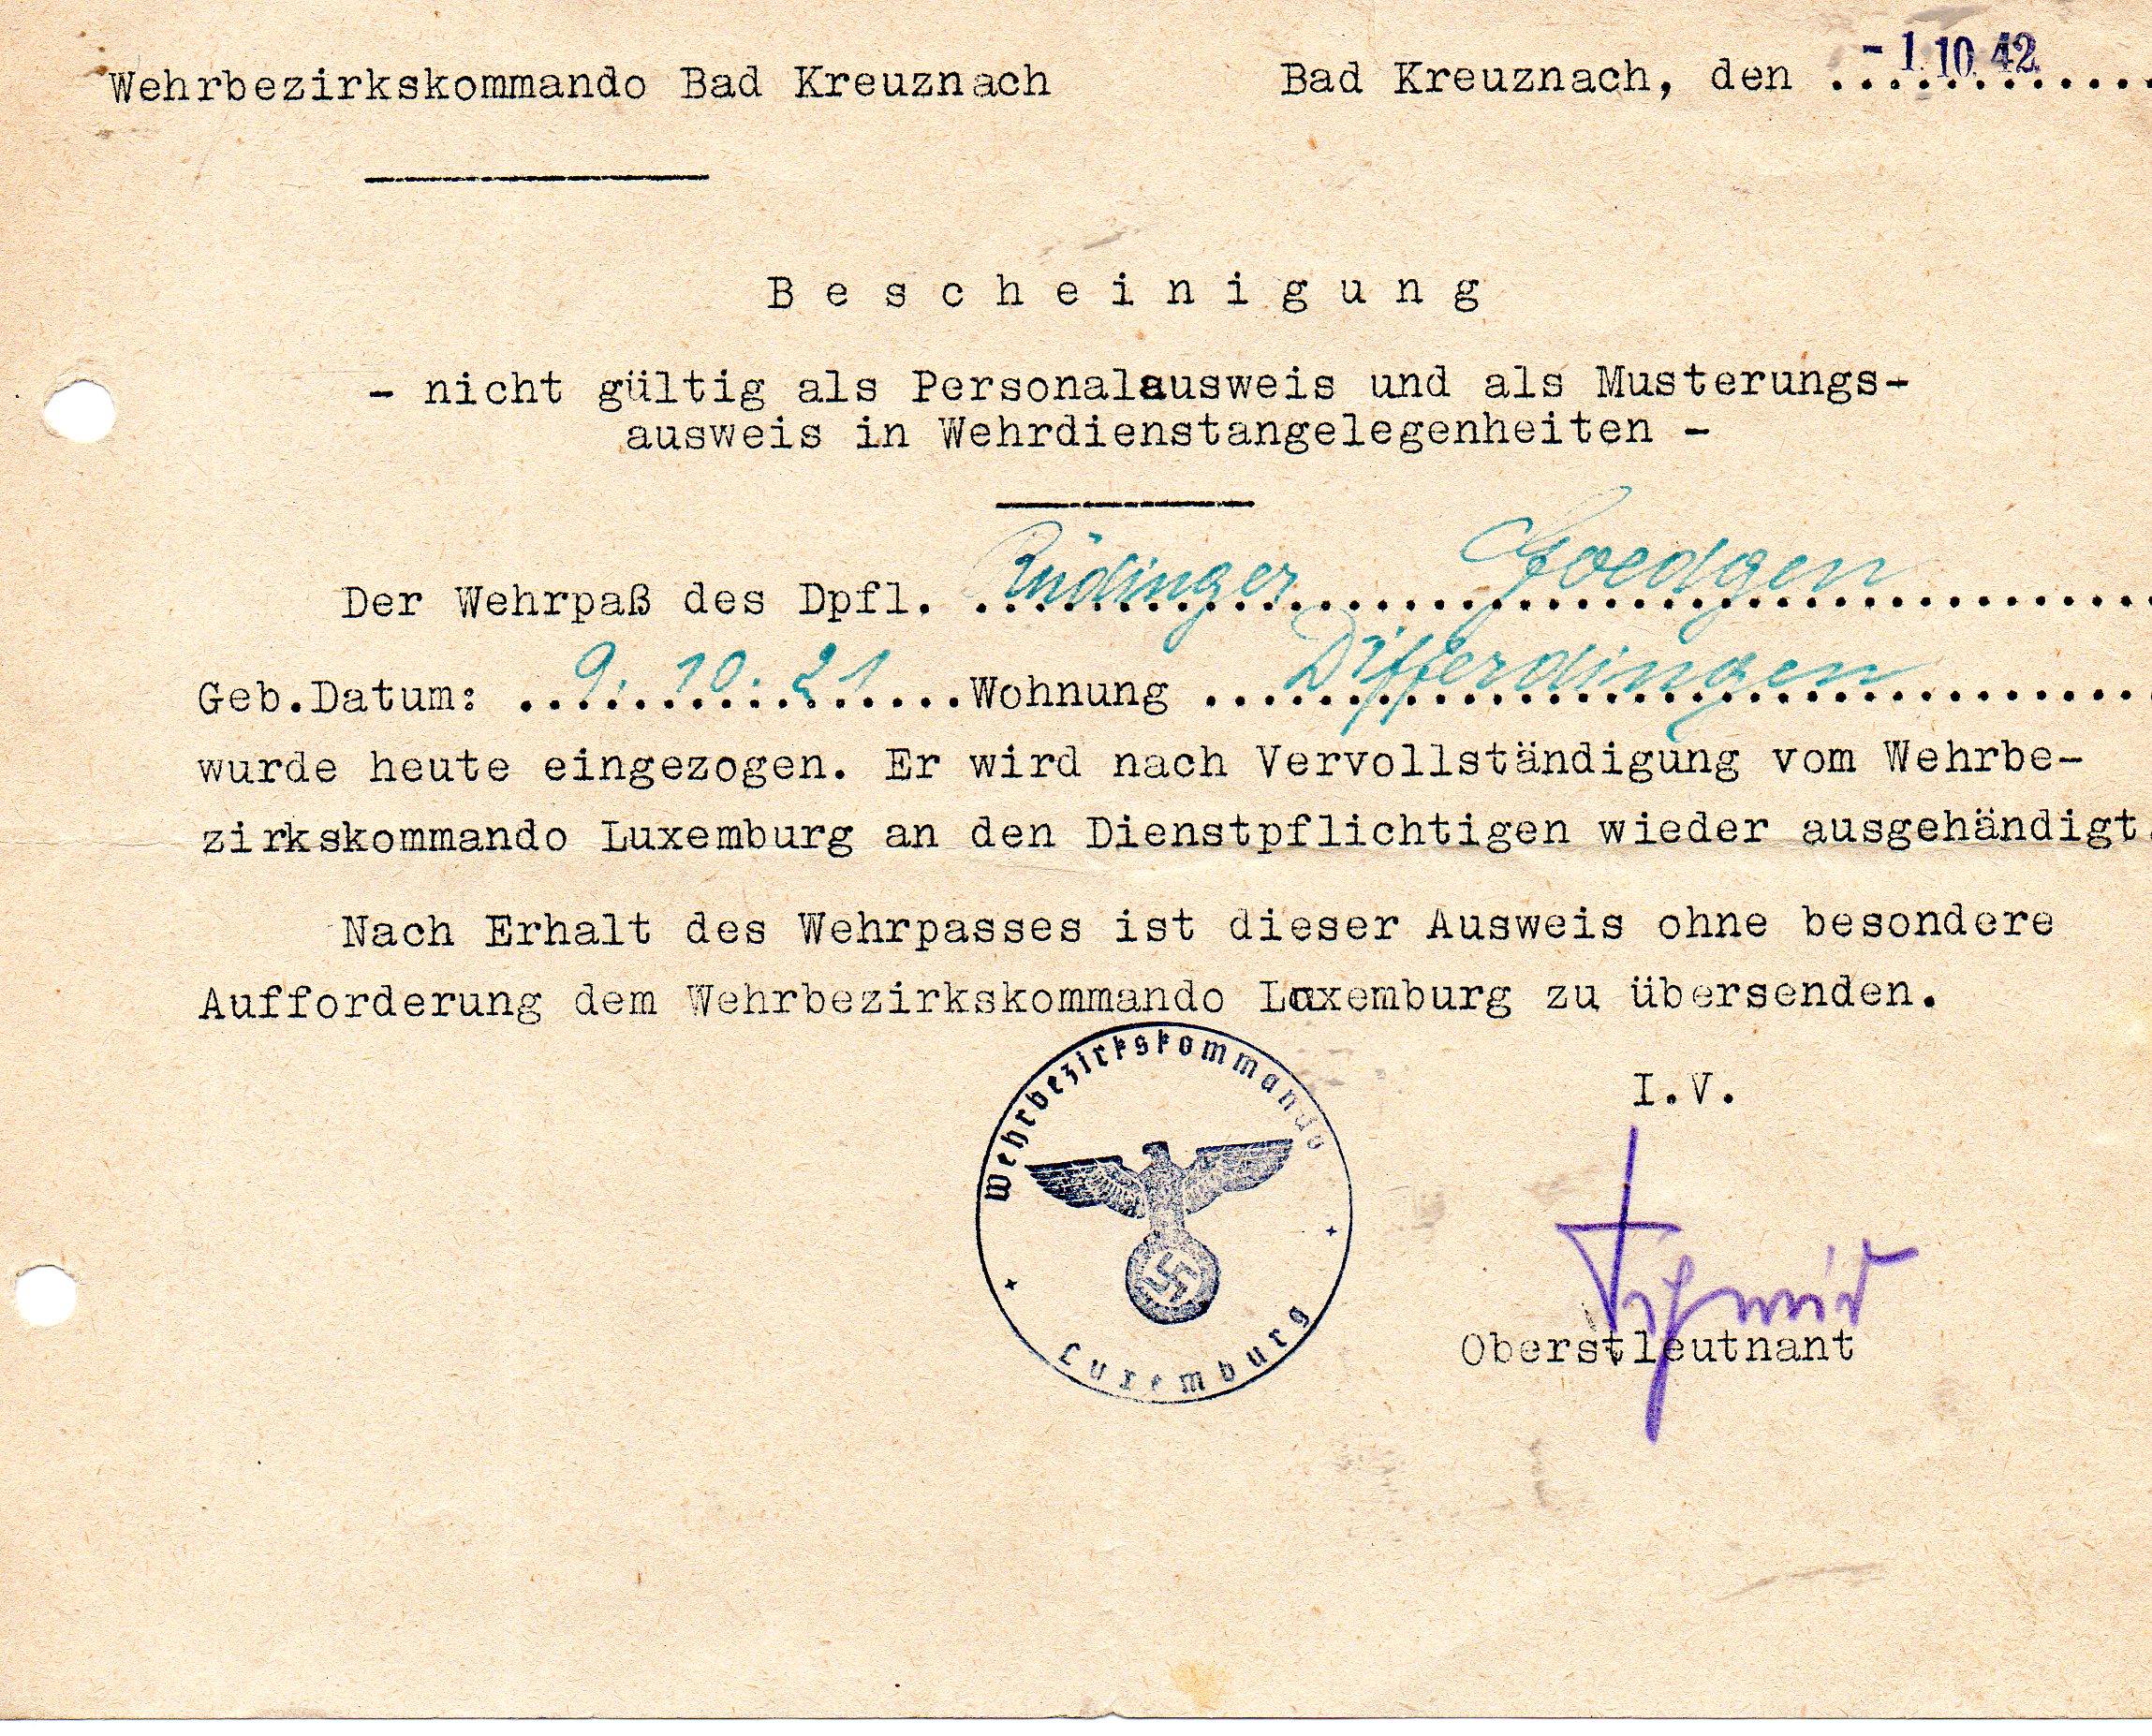 Wehrbezirkskommando Bad Kreuznach Bad Kreuznach, den - 1.10.42
B e s c h e i n i g u n g
- nicht gültig als Personalausweis und als Musterungs-
ausweis in Wehrdienstangelegenheiten -
Der Wehrpaß des Dpfl. Rüdinger Goedgen
Geb.Datum: 9. 10. 21 Wohnung Differdingen
wurde heute eingezogen. Er wird nach Vervollständigung vom Wehrbe-
zirkskommando Luxemburg an den Dienstpflichtigen wieder ausgehändigt.
Nach Erhalt des Wehrpasses ist dieser Ausweis ohne besondere
Aufforderung dem Wehrbezirkskommando Luxemburg zu übersenden.
Wehrbezirkskommando
Luxemburg
I.V.
Oberstleutnant